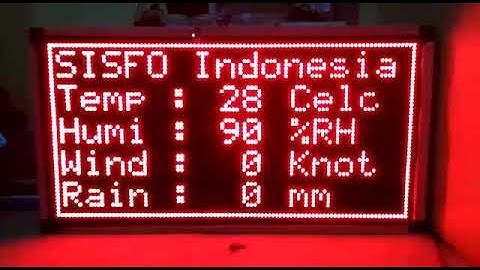 SISFO Indonesia
Temp : 28 Celc
Humi : 90 %RH
Wind : 0 Knot
Rain : 0 mm